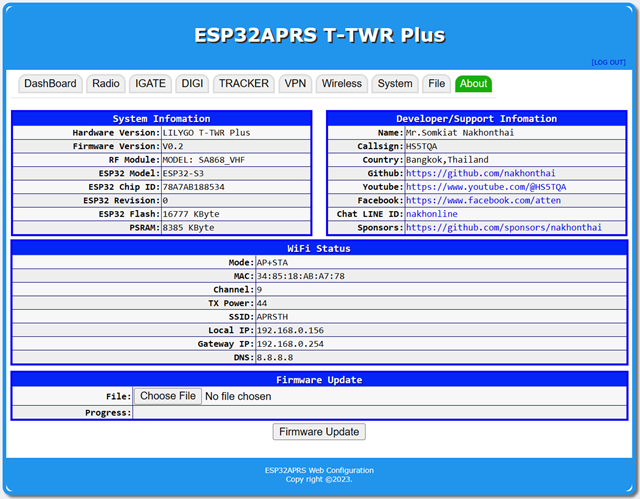 ESP32APRS T-TWR Plus
[LOG OUT]
DashBoard Radio IGATE DIGI TRACKER VPN Wireless System File About
System Infomation
Hardware Version: LILYGO T-TWR Plus
Firmware Version: V0.2
RF Module: MODEL: SA868_VHF
ESP32 Model: ESP32-S3
ESP32 Chip ID: 78A7AB188534
ESP32 Revision: 0
ESP32 Flash: 16777 KByte
PSRAM: 8385 KByte
Developer/Support Infomation
Name: Mr.Somkiat Nakhonthai
Callsign: HS5TQA
Country: Bangkok,Thailand
Github: https://github.com/nakhonthai
Youtube: https://www.youtube.com/@HS5TQA
Facebook: https://www.facebook.com/atten
Chat LINE ID: nakhonline
Sponsors: https://github.com/sponsors/nakhonthai
WiFi Status
Mode: AP+STA
MAC: 34:85:18:AB:A7:78
Channel: 9
TX Power: 44
SSID: APRSTH
Local IP: 192.168.0.156
Gateway IP: 192.168.0.254
DNS: 8.8.8.8
Firmware Update
File: Choose File No file chosen
Progress:
Firmware Update
ESP32APRS Web Configuration
Copy right ©2023.